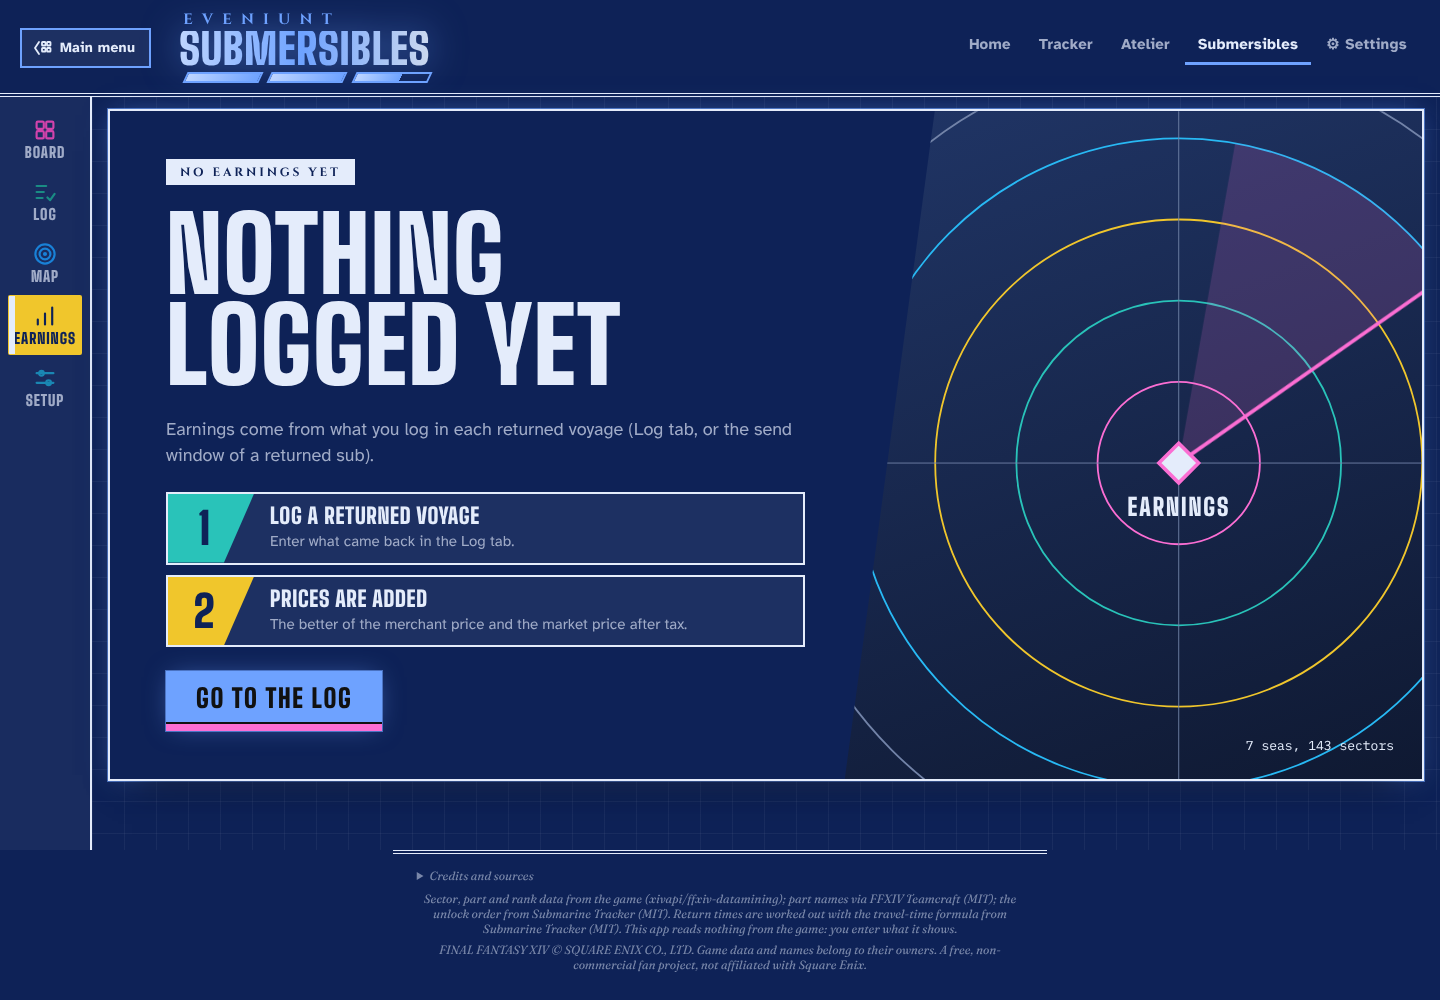 Main menu
EVENIUNT
SUBMERSIBLES
Home
Tracker
Atelier
Submersibles
Settings
BOARD
LOG
MAP
EARNINGS
SETUP
NO EARNINGS YET
NOTHING
LOGGED YET
Earnings come from what you log in each returned voyage (Log tab, or the send
window of a returned sub).
1
LOG A RETURNED VOYAGE
Enter what came back in the Log tab.
2
PRICES ARE ADDED
The better of the merchant price and the market price after tax.
GO TO THE LOG
EARNINGS
7 seas, 143 sectors
Credits and sources
Sector, part and rank data from the game (xivapi/ffxiv-datamining); part names via FFXIV Teamcraft (MIT); the
unlock order from Submarine Tracker (MIT). Return times are worked out with the travel-time formula from
Submarine Tracker (MIT). This app reads nothing from the game: you enter what it shows.
FINAL FANTASY XIV © SQUARE ENIX CO., LTD. Game data and names belong to their owners. A free, non-
commercial fan project, not affiliated with Square Enix.